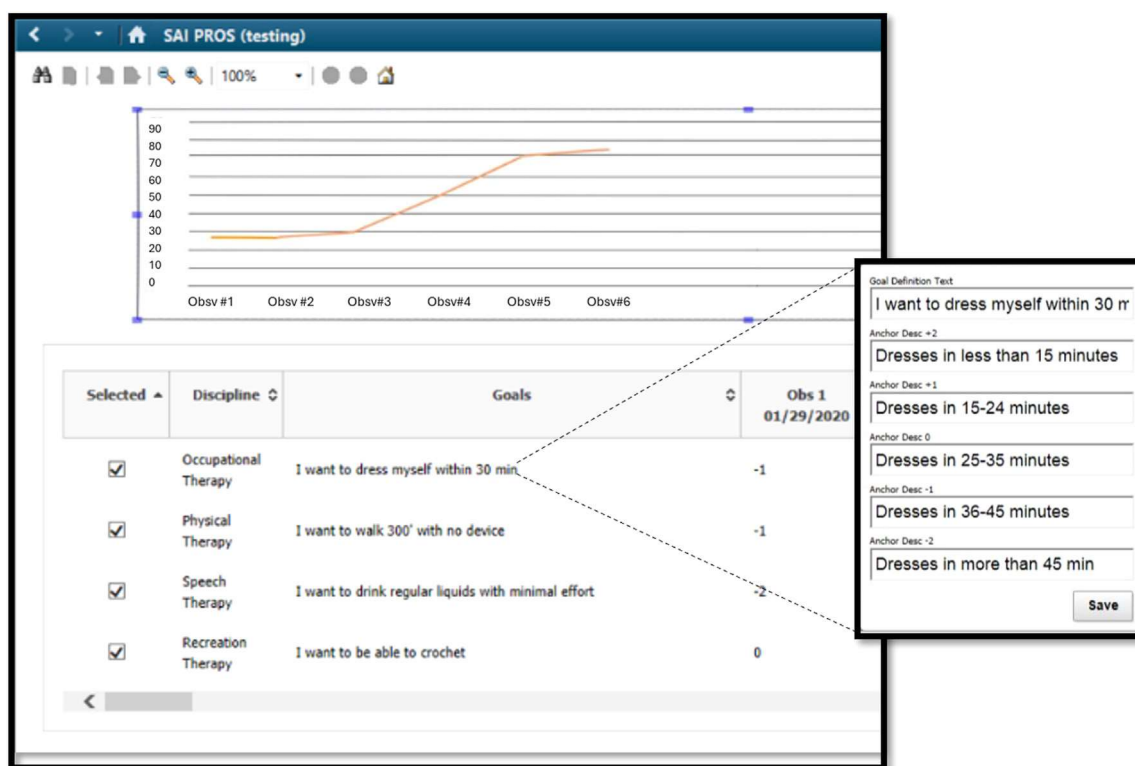 SAI PROS (testing)
100%
90
80
70
60
50
40
30
20
10
0
Obsv #1 Obsv #2 Obsv#3 Obsv#4 Obsv#5 Obsv#6
Selected Discipline Goals Obs 1
01/29/2020
Occupational
Therapy
I want to dress myself within 30 min
-1
Physical
Therapy
I want to walk 300' with no device
-1
Speech
Therapy
I want to drink regular liquids with minimal effort
-2
Recreation
Therapy
I want to be able to crochet
0
Goal Definition Text
I want to dress myself within 30 m
Anchor Desc +2
Dresses in less than 15 minutes
Anchor Desc +1
Dresses in 15-24 minutes
Anchor Desc 0
Dresses in 25-35 minutes
Anchor Desc -1
Dresses in 36-45 minutes
Anchor Desc -2
Dresses in more than 45 min
Save